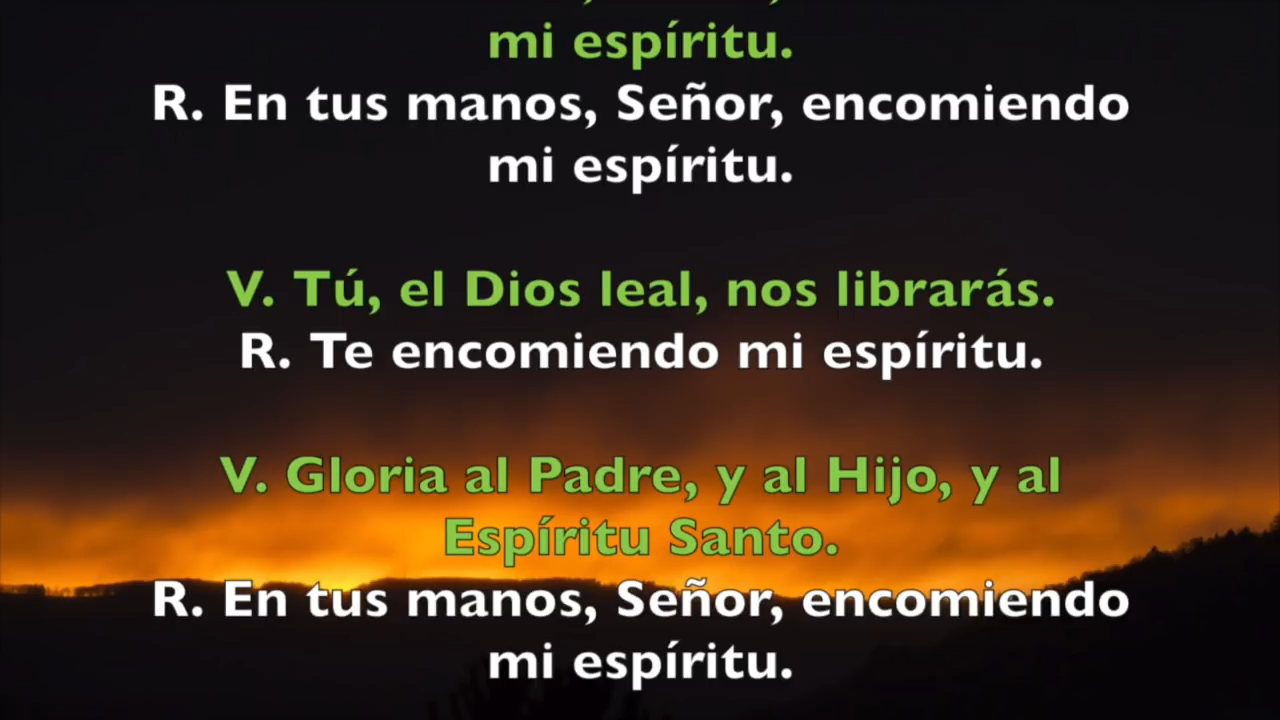 mi espíritu.
R. En tus manos, Señor, encomiendo
mi espíritu.
V. Tú, el Dios leal, nos librarás.
R. Te encomiendo mi espíritu.
V. Gloria al Padre, y al Hijo, y al
Espíritu Santo.
R. En tus manos, Señor, encomiendo
mi espíritu.